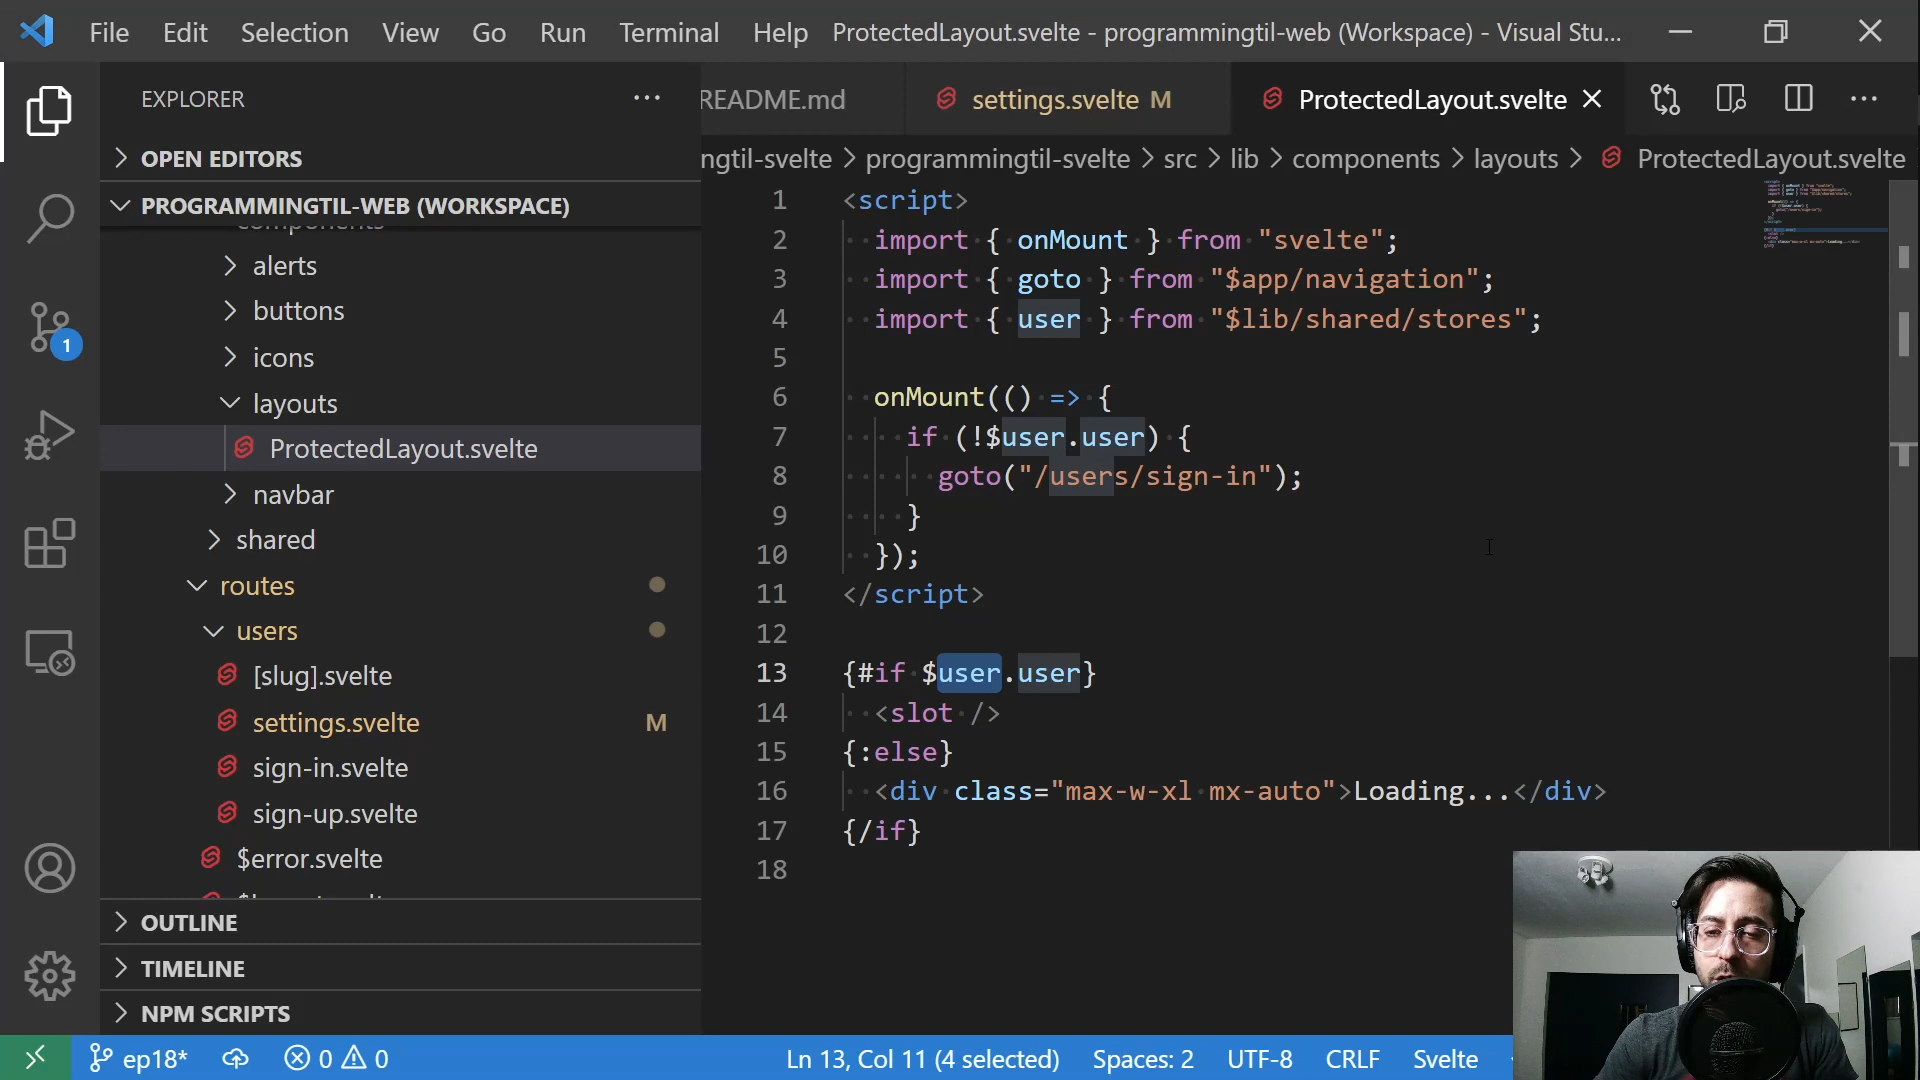 File Edit Selection View Go Run Terminal Help ProtectedLayout.svelte - programmingtil-web (Workspace) - Visual Stu...
EXPLORER
README.md
settings.svelte M
ProtectedLayout.svelte
OPEN EDITORS
ngtil-svelte > programmingtil-svelte > src > lib > components > layouts > ProtectedLayout.svelte
PROGRAMMINGTIL-WEB (WORKSPACE)
components
alerts
buttons
icons
layouts
ProtectedLayout.svelte
navbar
shared
routes
users
[slug].svelte
settings.svelte M
sign-in.svelte
sign-up.svelte
$error.svelte
OUTLINE
TIMELINE
NPM SCRIPTS
1
1 <script>
2 import { onMount } from "svelte";
3 import { goto } from "$app/navigation";
4 import { user } from "$lib/shared/stores";
5
6 onMount(() => {
7 if (!$user.user) {
8 goto("/users/sign-in");
9 }
10 });
11 </script>
12
13 {#if $user.user}
14 <slot />
15 {:else}
16 <div class="max-w-xl mx-auto">Loading...</div>
17 {/if}
18
ep18* 0 0 Ln 13, Col 11 (4 selected) Spaces: 2 UTF-8 CRLF Svelte